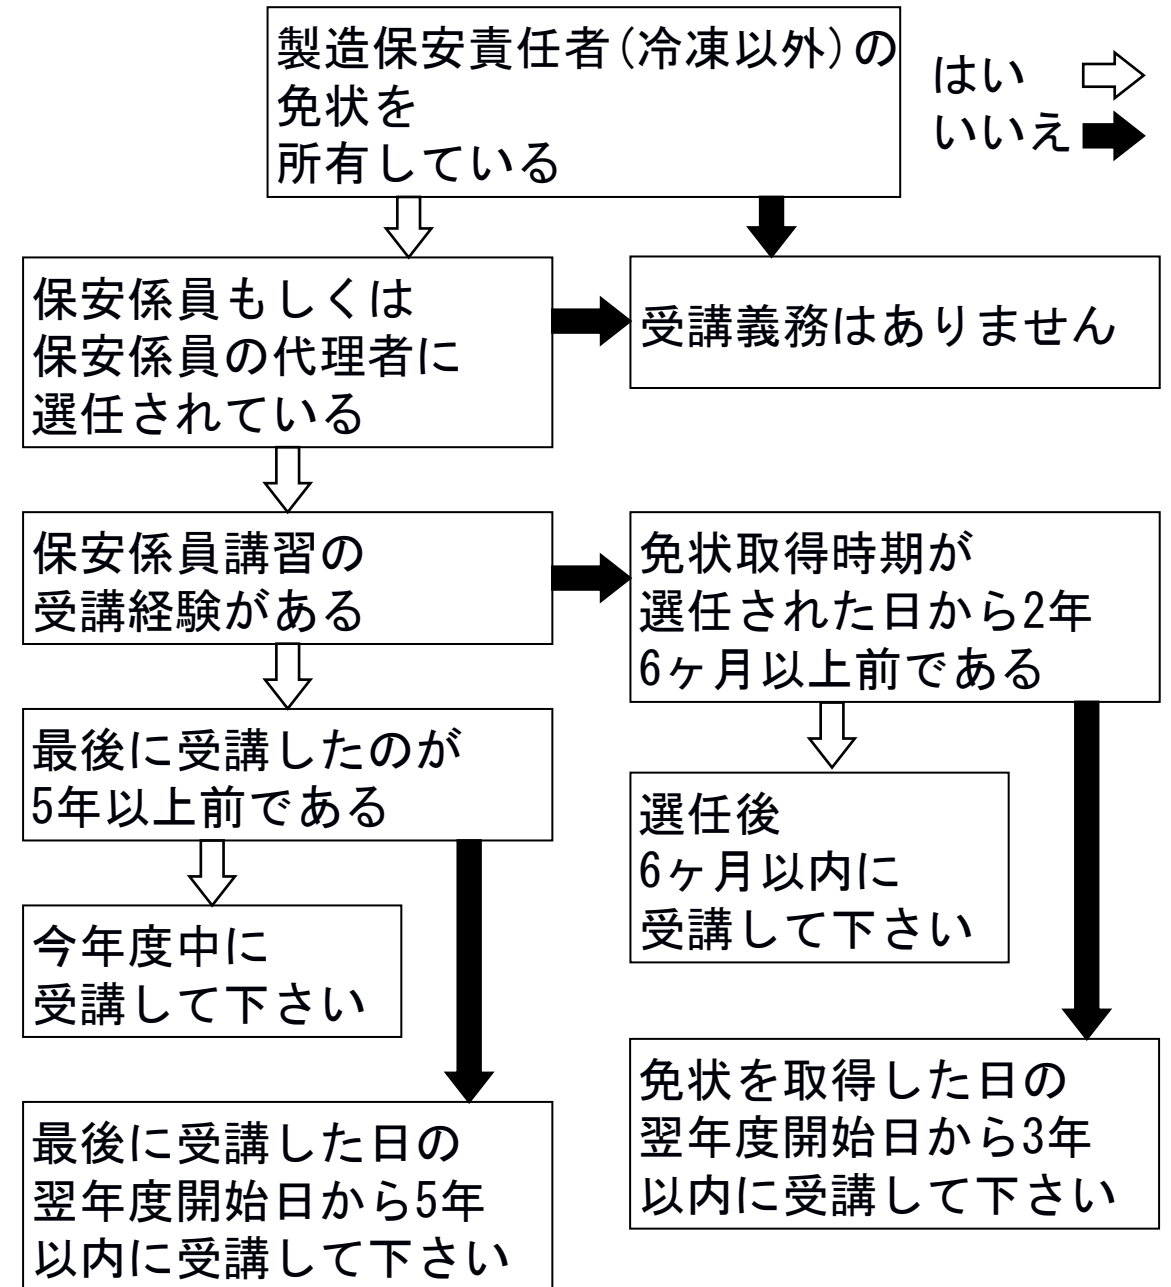 製造保安責任者(冷凍以外)の
免状を
所有している
はい
いいえ
保安係員もしくは
保安係員の代理者に
選任されている
受講義務はありません
保安係員講習の
受講経験がある
免状取得時期が
選任された日から2年
6ヶ月以上前である
最後に受講したのが
5年以上前である
選任後
6ヶ月以内に
受講して下さい
今年度中に
受講して下さい
免状を取得した日の
翌年度開始日から3年
以内に受講して下さい
最後に受講した日の
翌年度開始日から5年
以内に受講して下さい